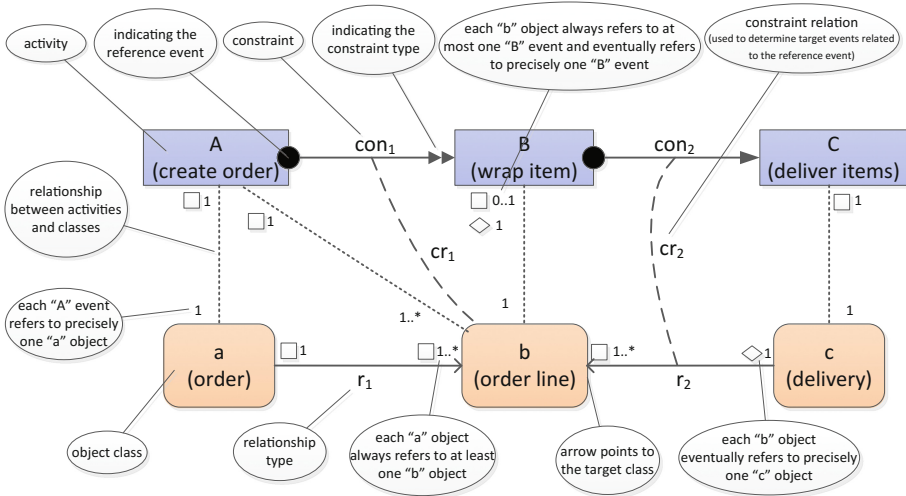 activity
indicating
the reference event
constraint
indicating the
constraint type
each “b” object always refers to at
most one “B” event and eventually refers
to precisely one “B” event
constraint relation
(used to determine target events related
to the reference event)
A
(create order)
con1
B
(wrap item)
con2
C
(deliver items)
relationship
between activities
and classes
□ 1
□ 1
□ 0..1
◇ 1
□ 1
cr1
cr2
each “A” event
refers to precisely
one “a” object
1
1..*
1
1
a
(order)
□ 1
r1
□ 1..*
b
(order line)
□ 1..*
r2
◇ 1
c
(delivery)
object class
relationship
type
each “a” object
always refers to at least
one “b” object
arrow points to
the target class
each “b” object
eventually refers to precisely
one “c” object